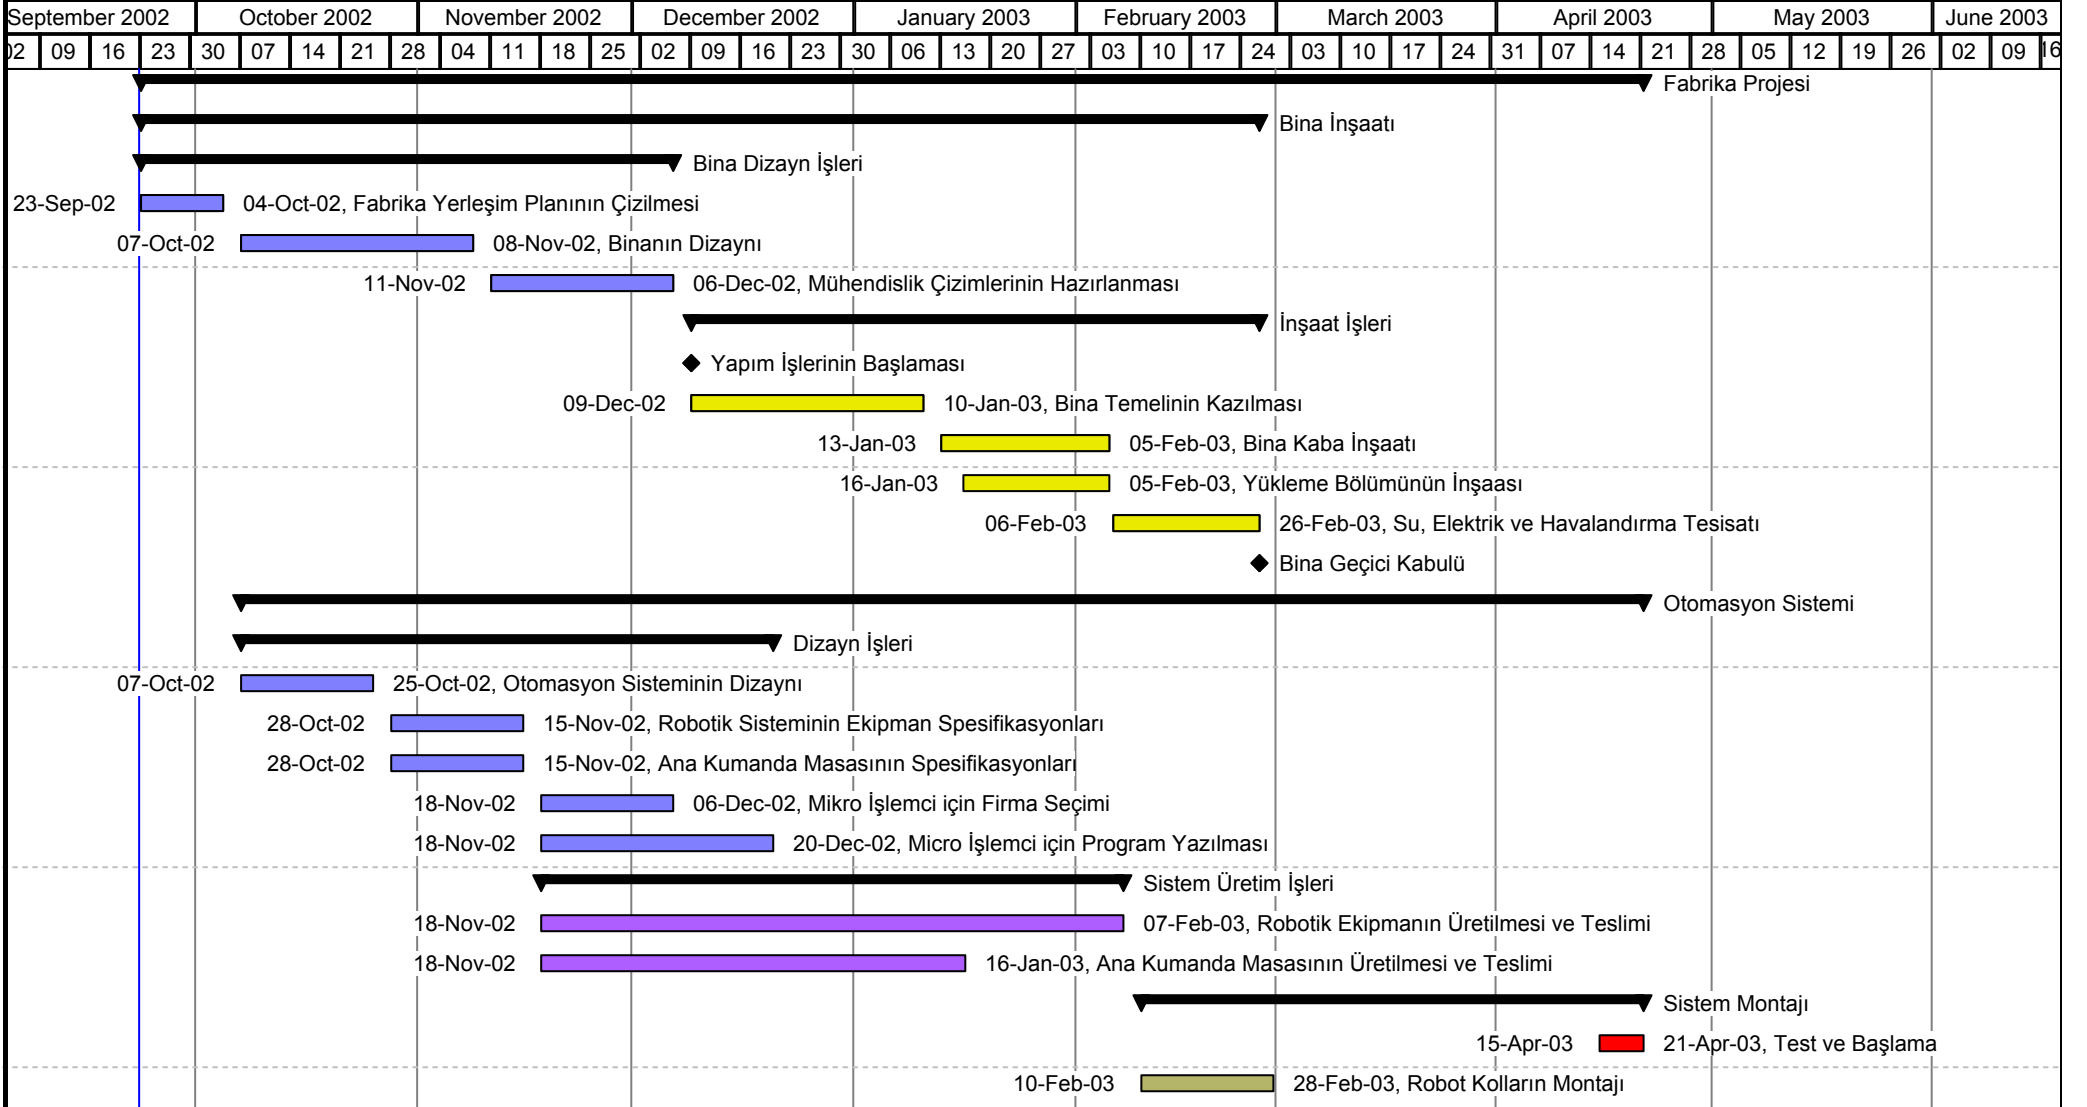 September 2002 October 2002 November 2002 December 2002 January 2003 February 2003 March 2003 April 2003 May 2003 June 2003
02 09 16 23 30 07 14 21 28 04 11 18 25 02 09 16 23 30 06 13 20 27 03 10 17 24 03 10 17 24 31 07 14 21 28 05 12 19 26 02 09 16
Fabrika Projesi
Bina İnşaatı
Bina Dizayn İşleri
23-Sep-02 04-Oct-02, Fabrika Yerleşim Planının Çizilmesi
07-Oct-02 08-Nov-02, Binanın Dizaynı
11-Nov-02 06-Dec-02, Mühendislik Çizimlerinin Hazırlanması
İnşaat İşleri
Yapım İşlerinin Başlaması
09-Dec-02 10-Jan-03, Bina Temelinin Kazılması
13-Jan-03 05-Feb-03, Bina Kaba İnşaatı
16-Jan-03 05-Feb-03, Yükleme Bölümünün İnşaası
06-Feb-03 26-Feb-03, Su, Elektrik ve Havalandırma Tesisatı
Bina Geçici Kabulü
Otomasyon Sistemi
Dizayn İşleri
07-Oct-02 25-Oct-02, Otomasyon Sisteminin Dizaynı
28-Oct-02 15-Nov-02, Robotik Sisteminin Ekipman Spesifikasyonları
28-Oct-02 15-Nov-02, Ana Kumanda Masasının Spesifikasyonları
18-Nov-02 06-Dec-02, Mikro İşlemci için Firma Seçimi
18-Nov-02 20-Dec-02, Micro İşlemci için Program Yazılması
Sistem Üretim İşleri
18-Nov-02 07-Feb-03, Robotik Ekipmanın Üretilmesi ve Teslimi
18-Nov-02 16-Jan-03, Ana Kumanda Masasının Üretilmesi ve Teslimi
Sistem Montajı
15-Apr-03 21-Apr-03, Test ve Başlama
10-Feb-03 28-Feb-03, Robot Kolların Montajı